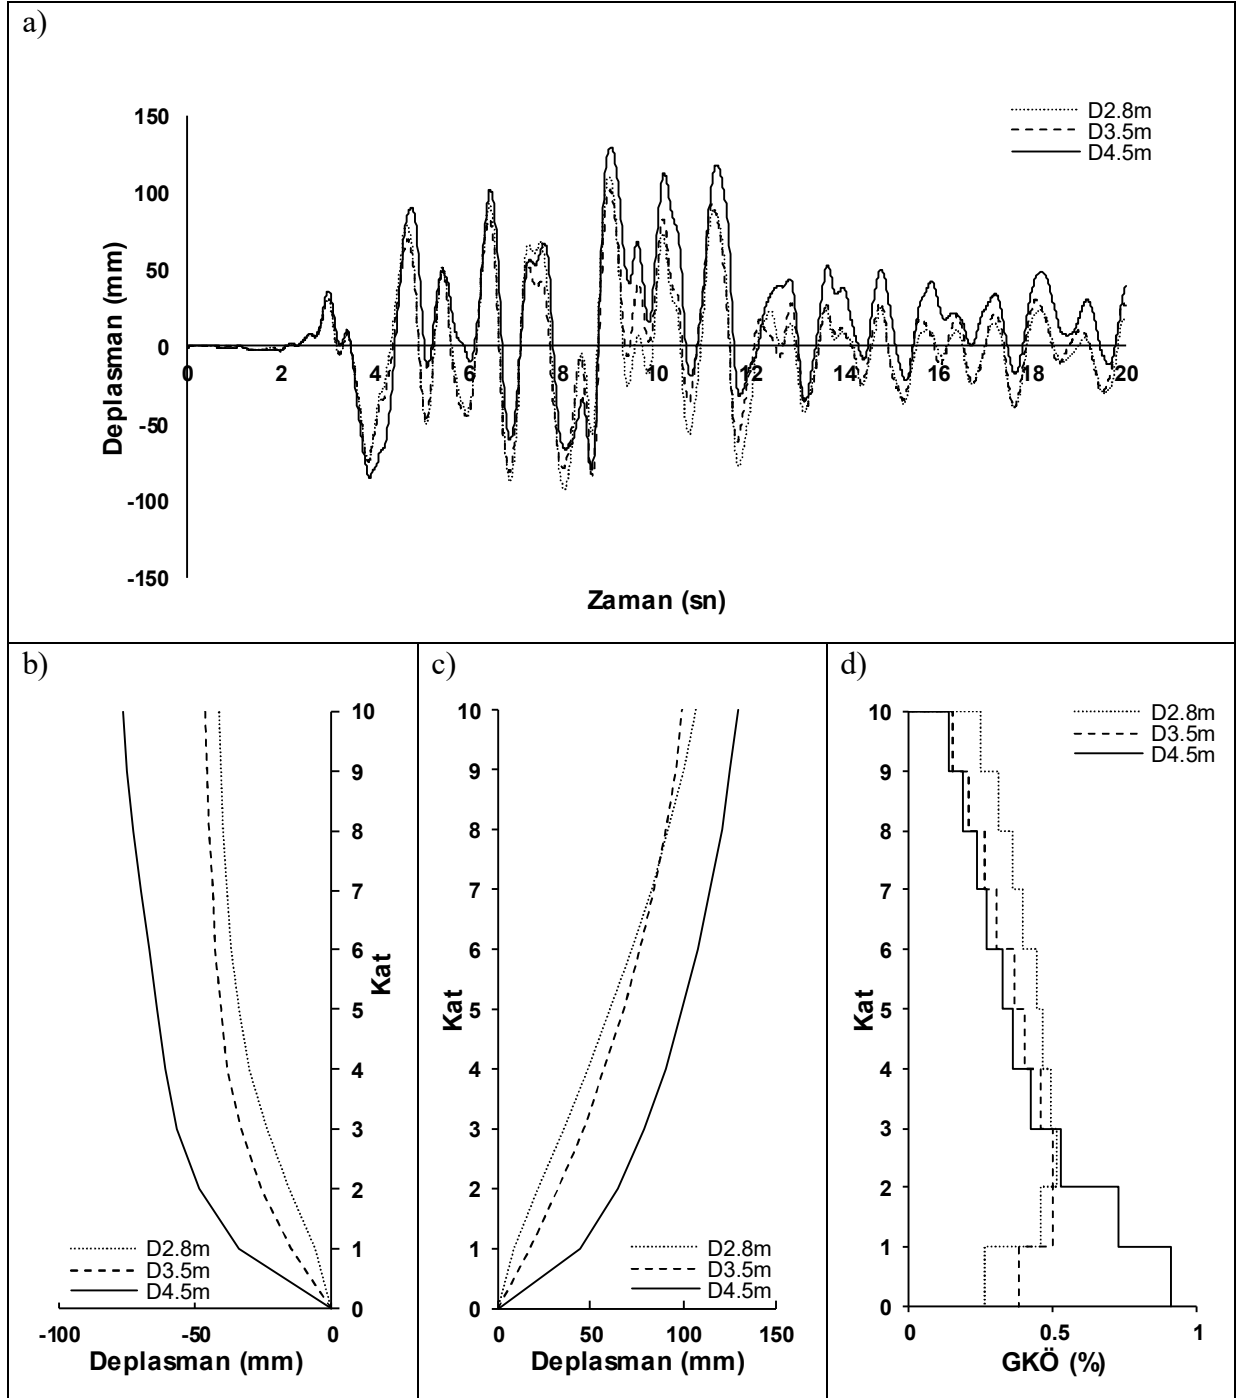 a)
D2.8m
D3.5m
D4.5m
150
100
50
0
-50
-100
-150
Deplasman (mm)
0 2 4 6 8 10 12 14 16 18 20
Zaman (sn)
b)
10
9
8
7
6
5
4
3
2
1
0
Kat
D2.8m
D3.5m
D4.5m
-100 -50 0
Deplasman (mm)
c)
10
9
8
7
6
5
4
3
2
1
0
Kat
D2.8m
D3.5m
D4.5m
0 50 100 150
Deplasman (mm)
d)
D2.8m
D3.5m
D4.5m
10
9
8
7
6
5
4
3
2
1
0
Kat
0 0.5 1
GKÖ (%)